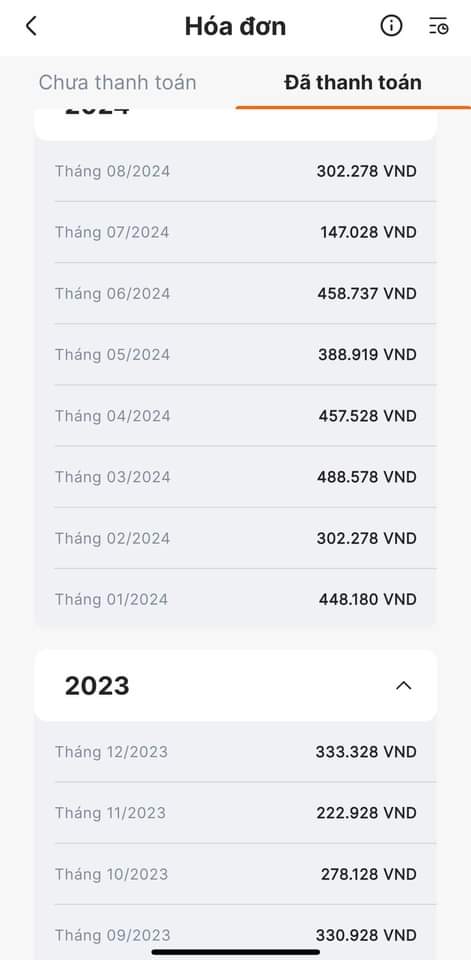 Hóa đơn
Chưa thanh toán Đã thanh toán
2024
Tháng 08/2024 302.278 VND
Tháng 07/2024 147.028 VND
Tháng 06/2024 458.737 VND
Tháng 05/2024 388.919 VND
Tháng 04/2024 457.528 VND
Tháng 03/2024 488.578 VND
Tháng 02/2024 302.278 VND
Tháng 01/2024 448.180 VND
2023
Tháng 12/2023 333.328 VND
Tháng 11/2023 222.928 VND
Tháng 10/2023 278.128 VND
Tháng 09/2023 330.928 VND